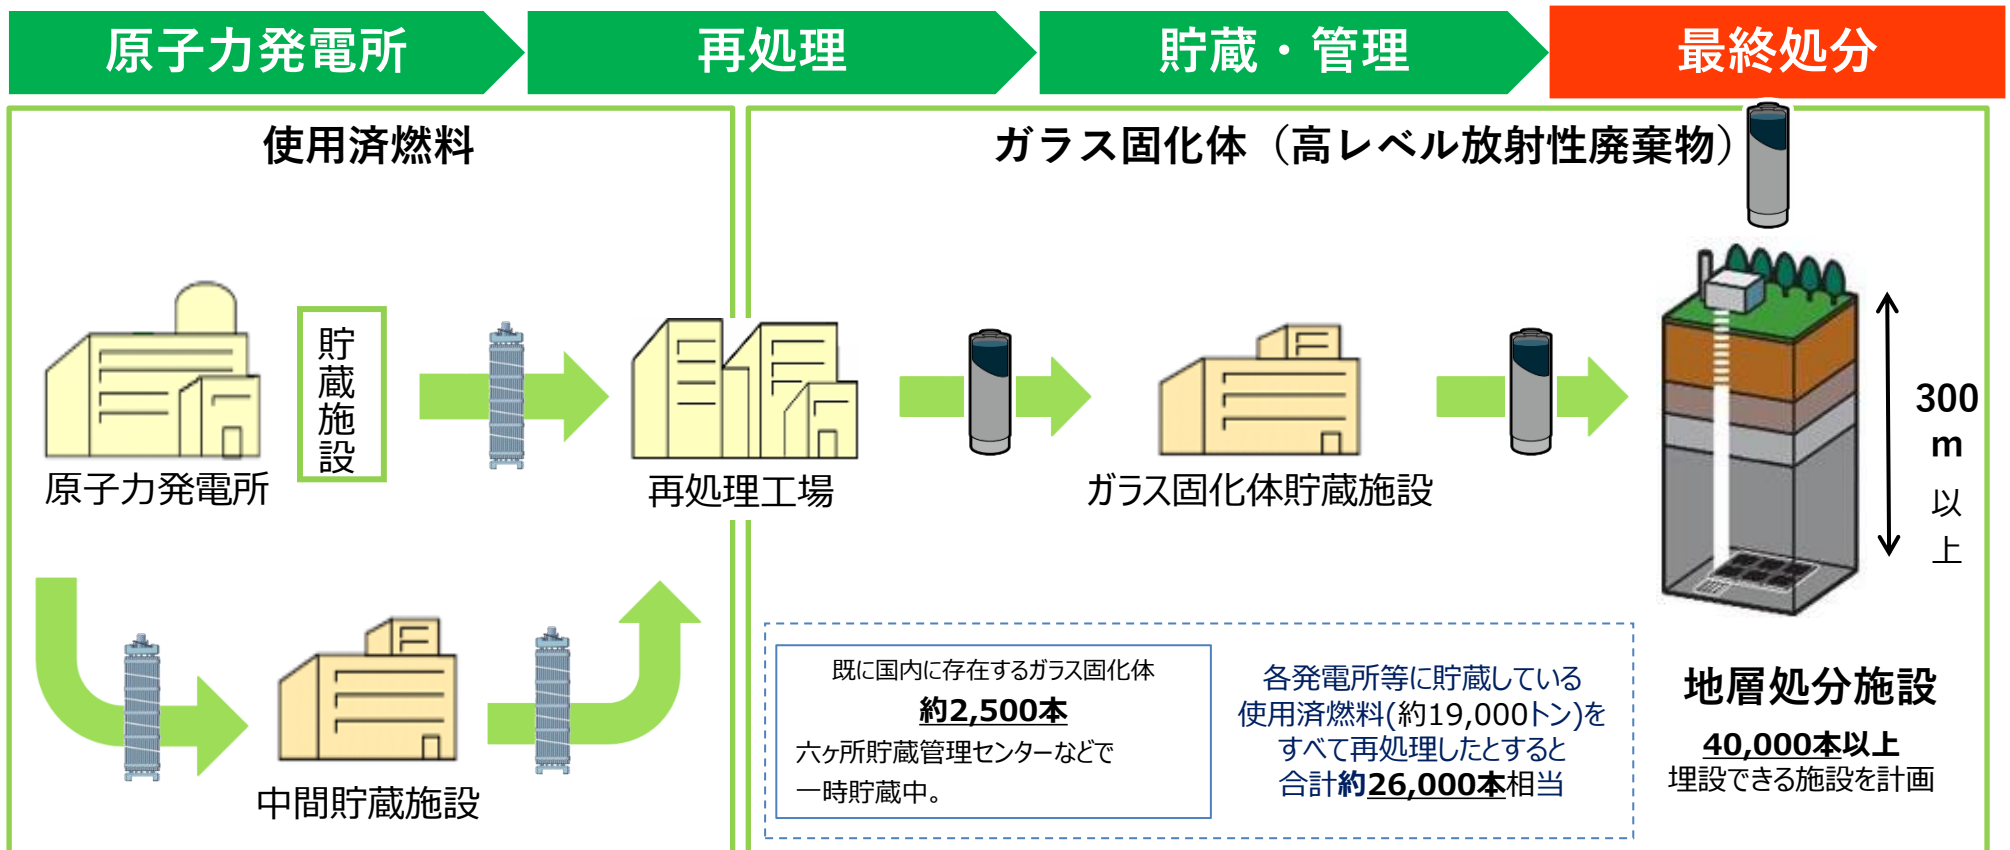 原子力発電所
再処理
貯蔵・管理
最終処分
使用済燃料
ガラス固化体（高レベル放射性廃棄物）
貯蔵施設
原子力発電所
再処理工場
ガラス固化体貯蔵施設
300
m
以
上
中間貯蔵施設
既に国内に存在するガラス固化体
約2,500本
六ヶ所貯蔵管理センターなどで
一時貯蔵中。
各発電所等に貯蔵している
使用済燃料(約19,000トン)を
すべて再処理したとすると
合計約26,000本相当
地層処分施設
40,000本以上
埋設できる施設を計画